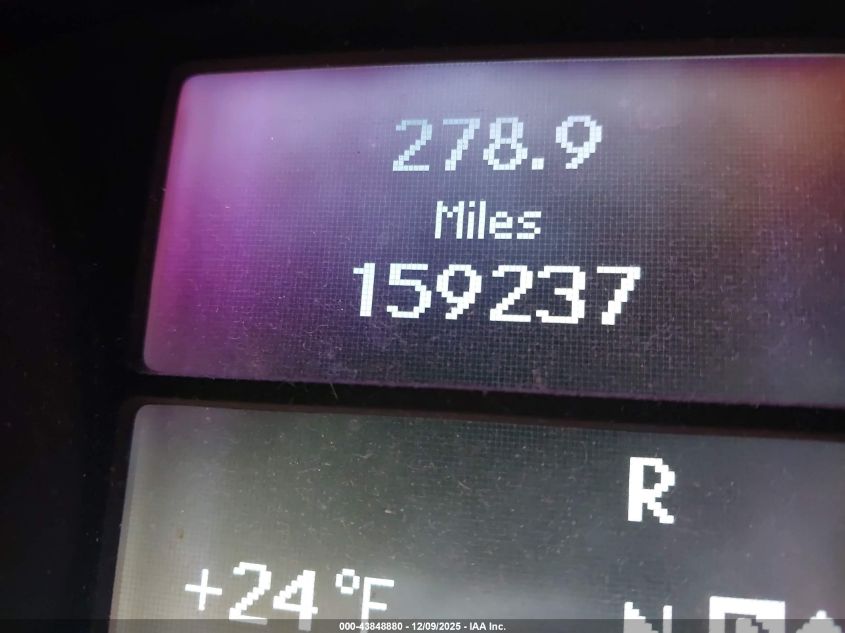 278.9
Miles
159237
R
+24°F
N
000-43848880 - 12/09/2025 - IAA Inc.